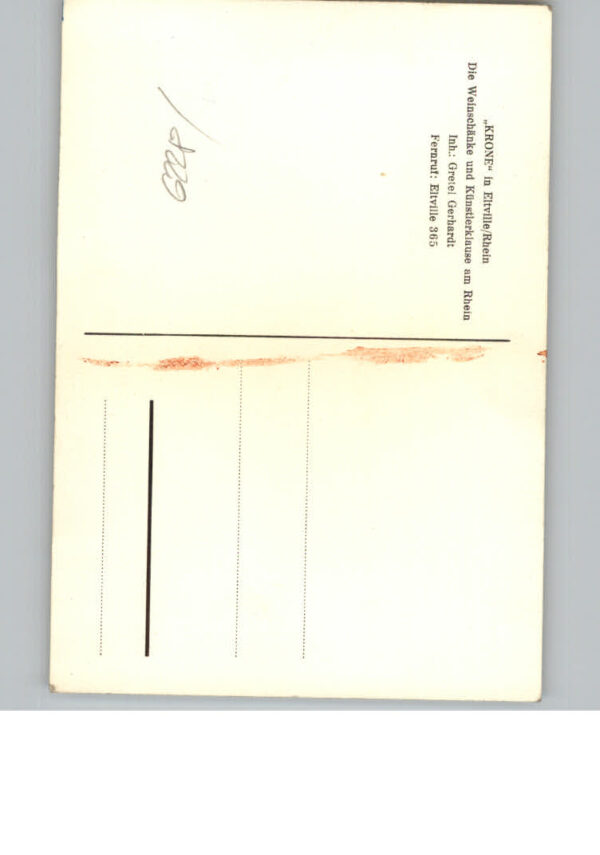 „KRONE“ in Eltville/Rhein
Die Weinschänke und Künstlerklause am Rhein
Inh.: Gretel Gerhardt
Fernruf: Eltville 365